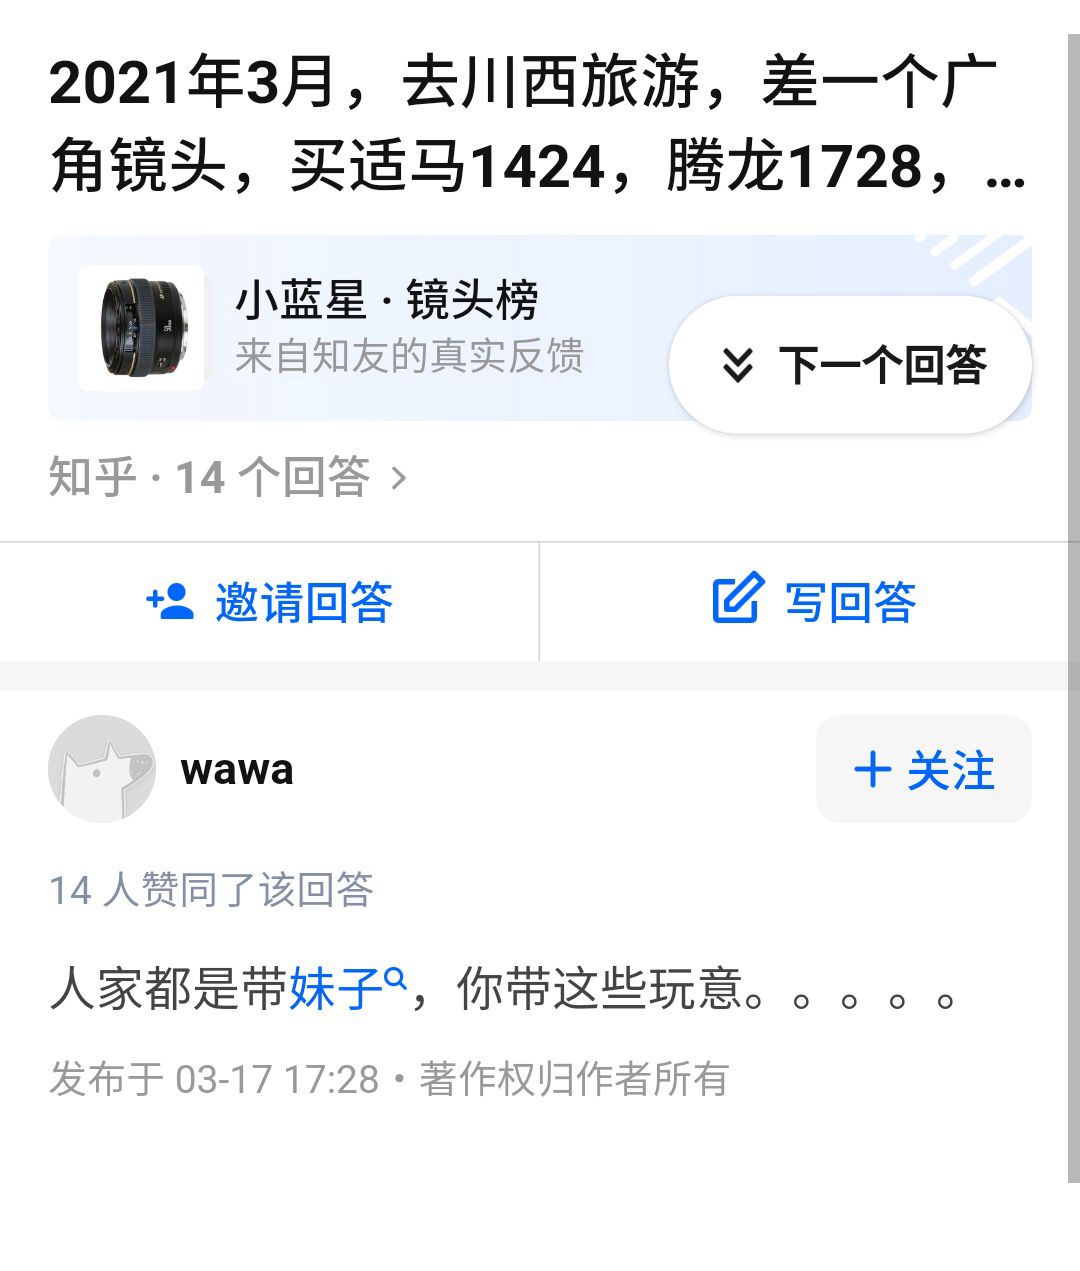 2021年3月，去川西旅游，差一个广
角镜头，买适马1424，腾龙1728，...
小蓝星 · 镜头榜
来自知友的真实反馈
下一个回答
知乎 · 14 个回答 >
邀请回答
写回答
wawa
+ 关注
14 人赞同了该回答
人家都是带妹子，你带这些玩意。。。。。
发布于 03-17 17:28 • 著作权归作者所有